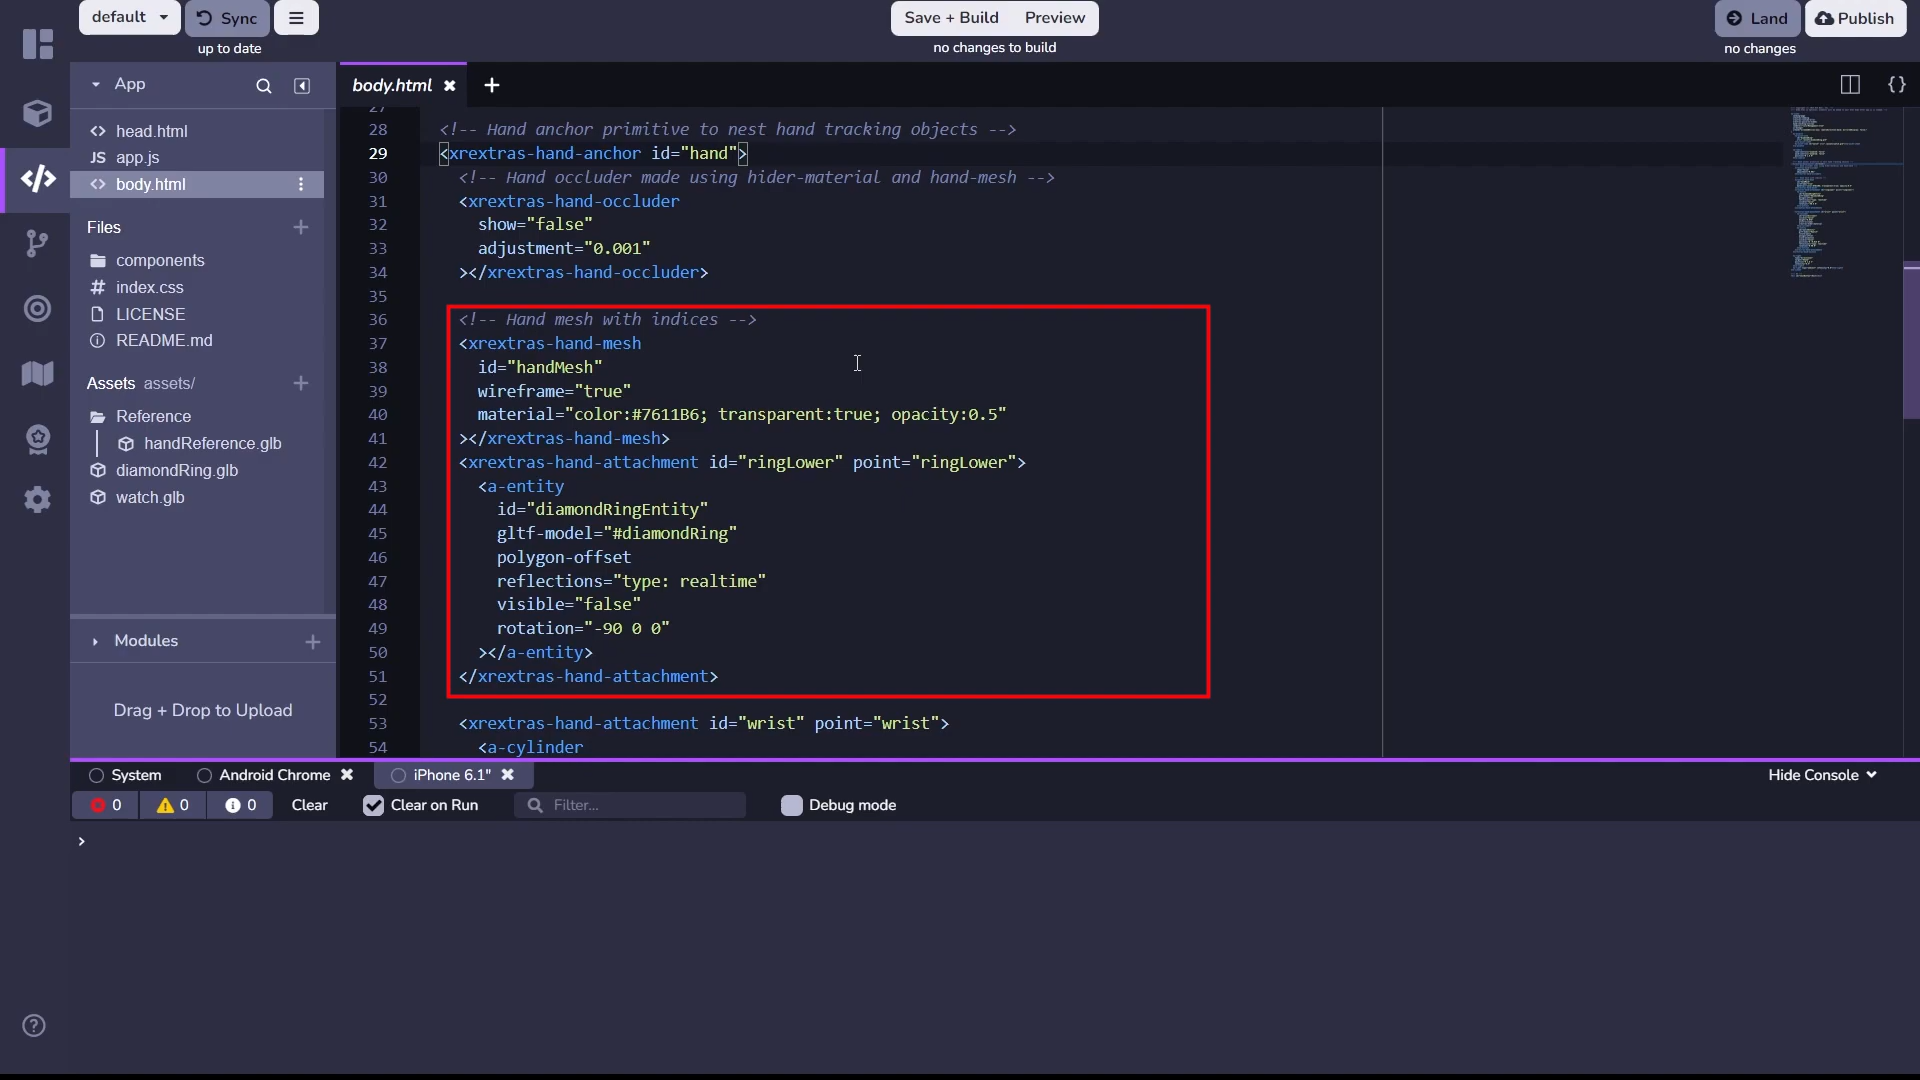 default
Sync
up to date
Save + Build
Preview
no changes to build
Land
no changes
Publish
App
head.html
JS app.js
body.html
Files
components
# index.css
LICENSE
README.md
Assets assets/
Reference
handReference.glb
diamondRing.glb
watch.glb
Modules
Drag + Drop to Upload
body.html
{}
28 <!-- Hand anchor primitive to nest hand tracking objects -->
29 <xrextras-hand-anchor id="hand">
30 <!-- Hand occluder made using hider-material and hand-mesh -->
31 <xrextras-hand-occluder
32 show="false"
33 adjustment="0.001"
34 ></xrextras-hand-occluder>
35
36 <!-- Hand mesh with indices -->
37 <xrextras-hand-mesh
38 id="handMesh"
39 wireframe="true"
40 material="color:#7611B6; transparent:true; opacity:0.5"
41 ></xrextras-hand-mesh>
42 <xrextras-hand-attachment id="ringLower" point="ringLower">
43 <a-entity
44 id="diamondRingEntity"
45 gltf-model="#diamondRing"
46 polygon-offset
47 reflections="type: realtime"
48 visible="false"
49 rotation="-90 0 0"
50 ></a-entity>
51 </xrextras-hand-attachment>
52
53 <xrextras-hand-attachment id="wrist" point="wrist">
54 <a-cylinder
System
Android Chrome
iPhone 6.1"
Hide Console
0
0
0
Clear
Clear on Run
Filter...
Debug mode
>